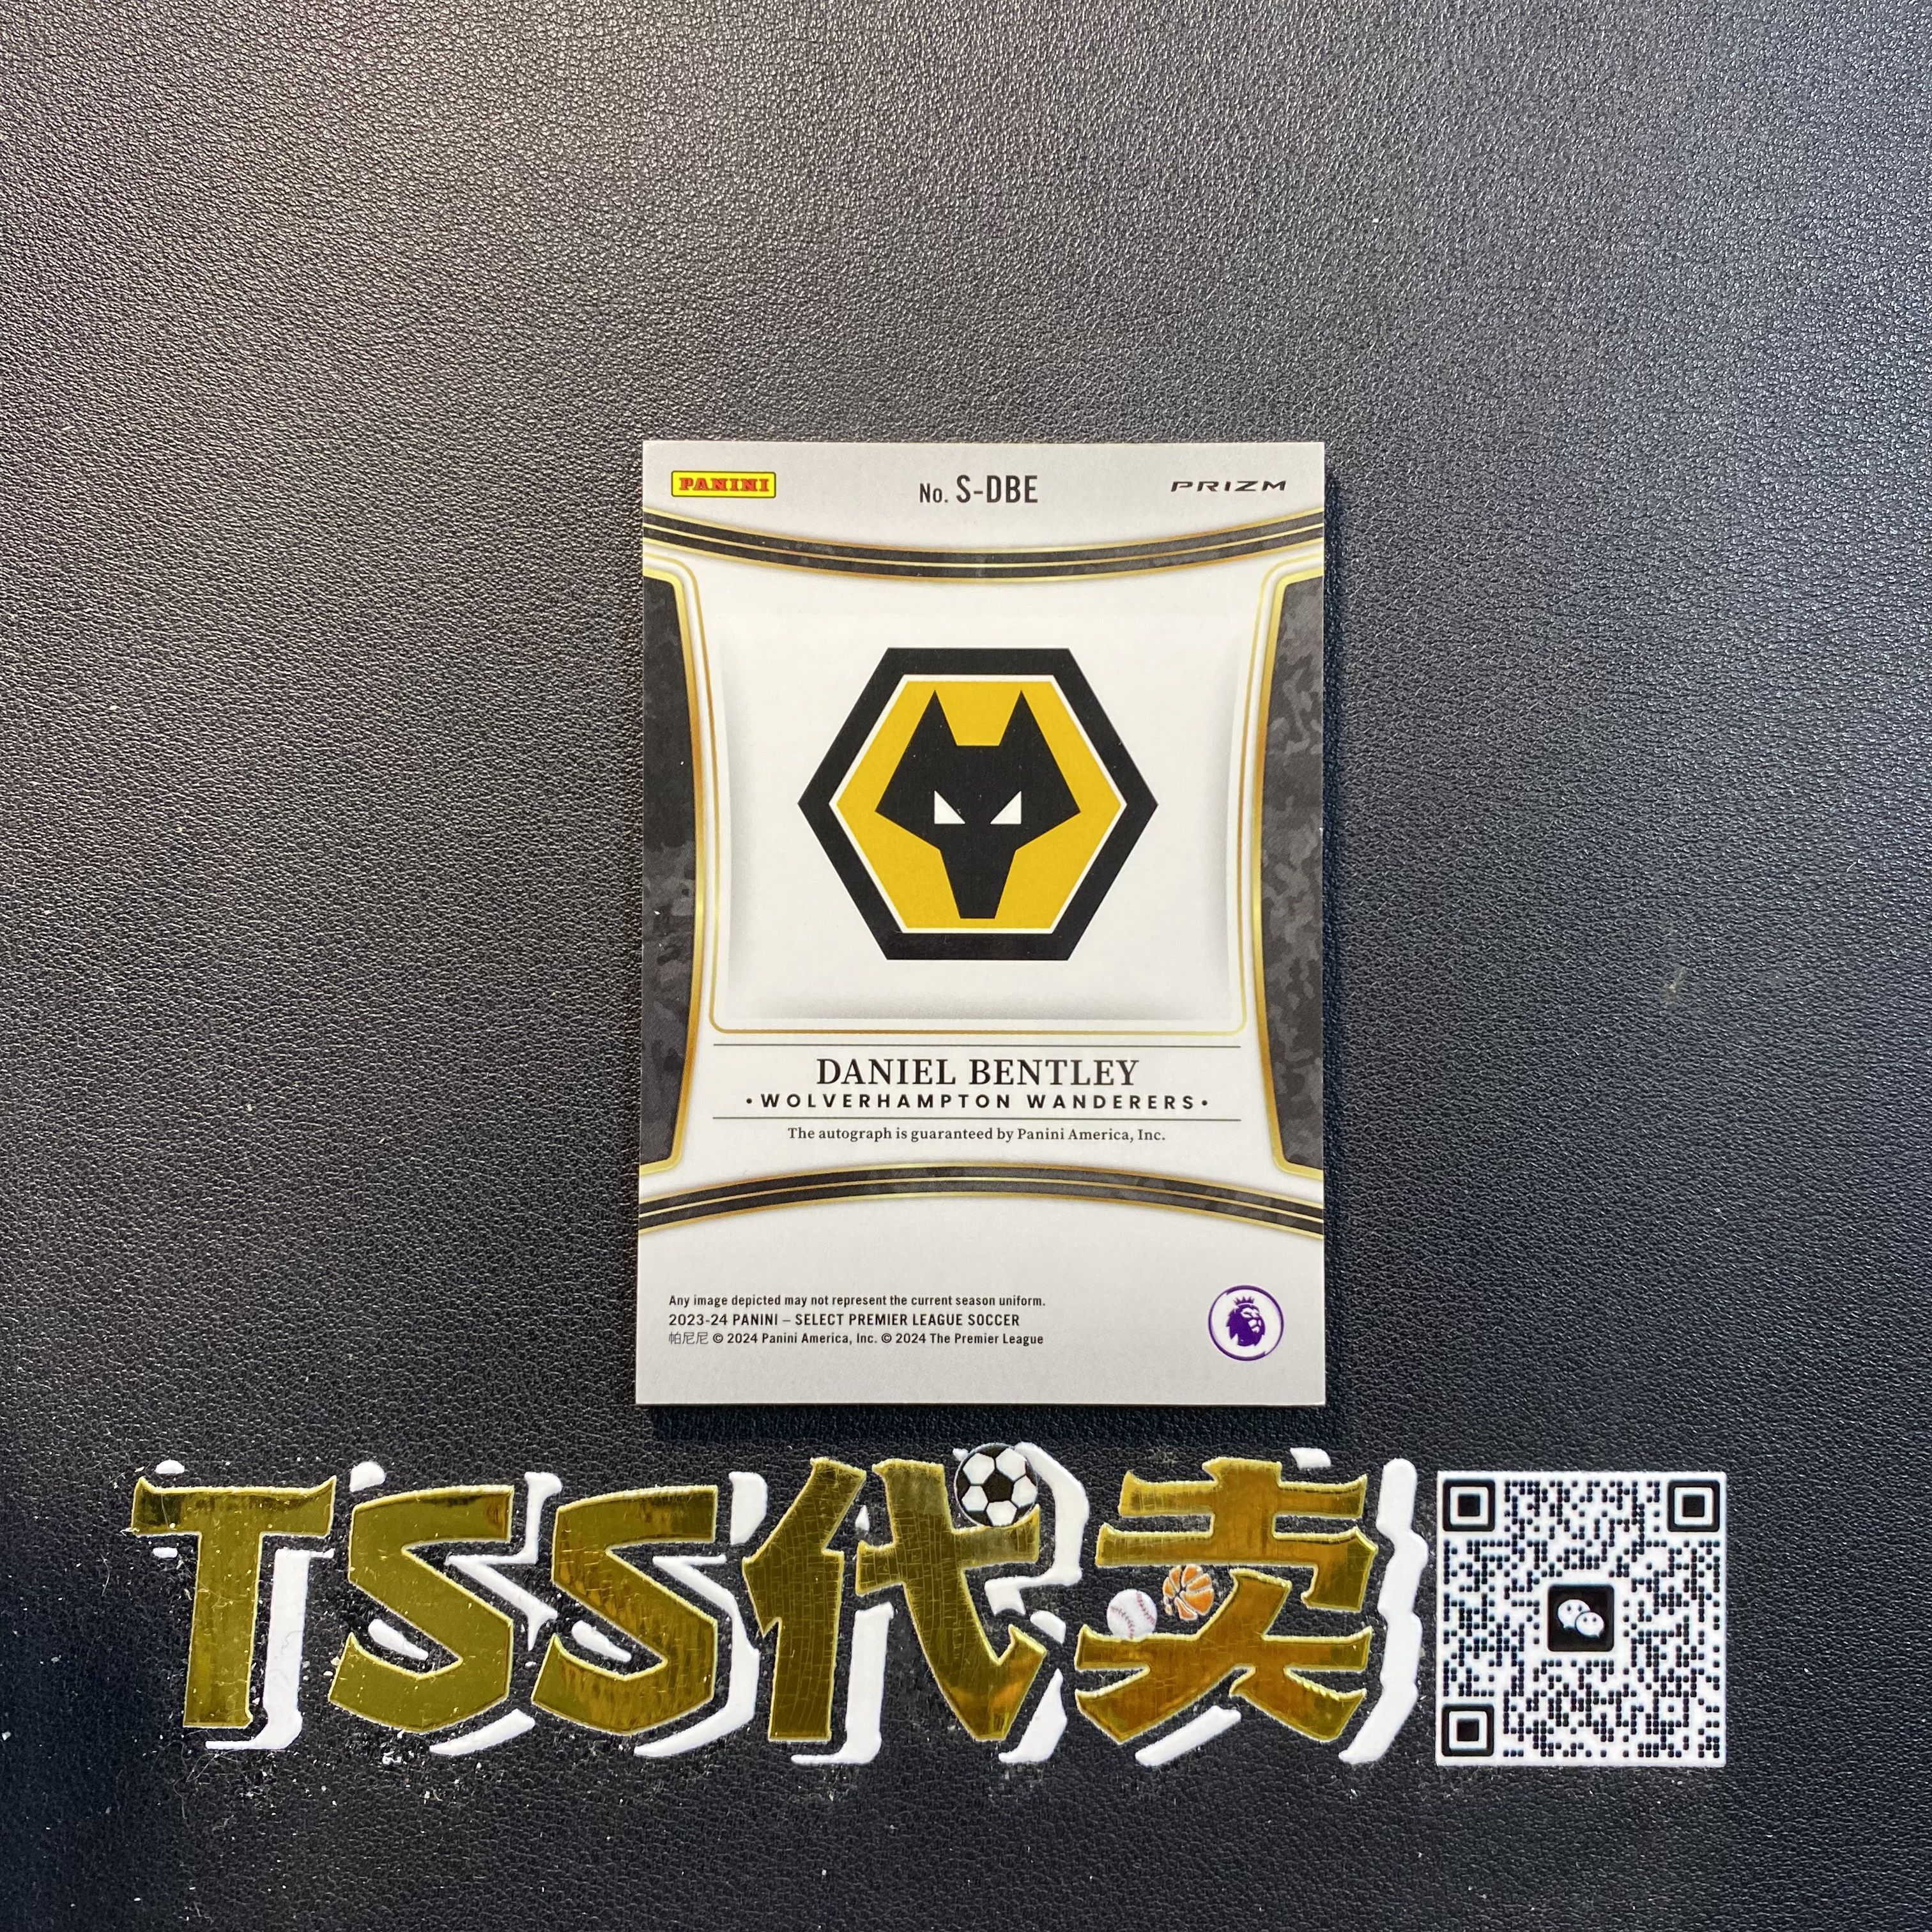 PANINI
No. S-DBE
PRIZM
DANIEL BENTLEY
•WOLVERHAMPTON WANDERERS•
The autograph is guaranteed by Panini America, Inc.
Any image depicted may not represent the current season uniform.
2023-24 PANINI – SELECT PREMIER LEAGUE SOCCER
帕尼尼 © 2024 Panini America, Inc. © 2024 The Premier League
TSS代卖